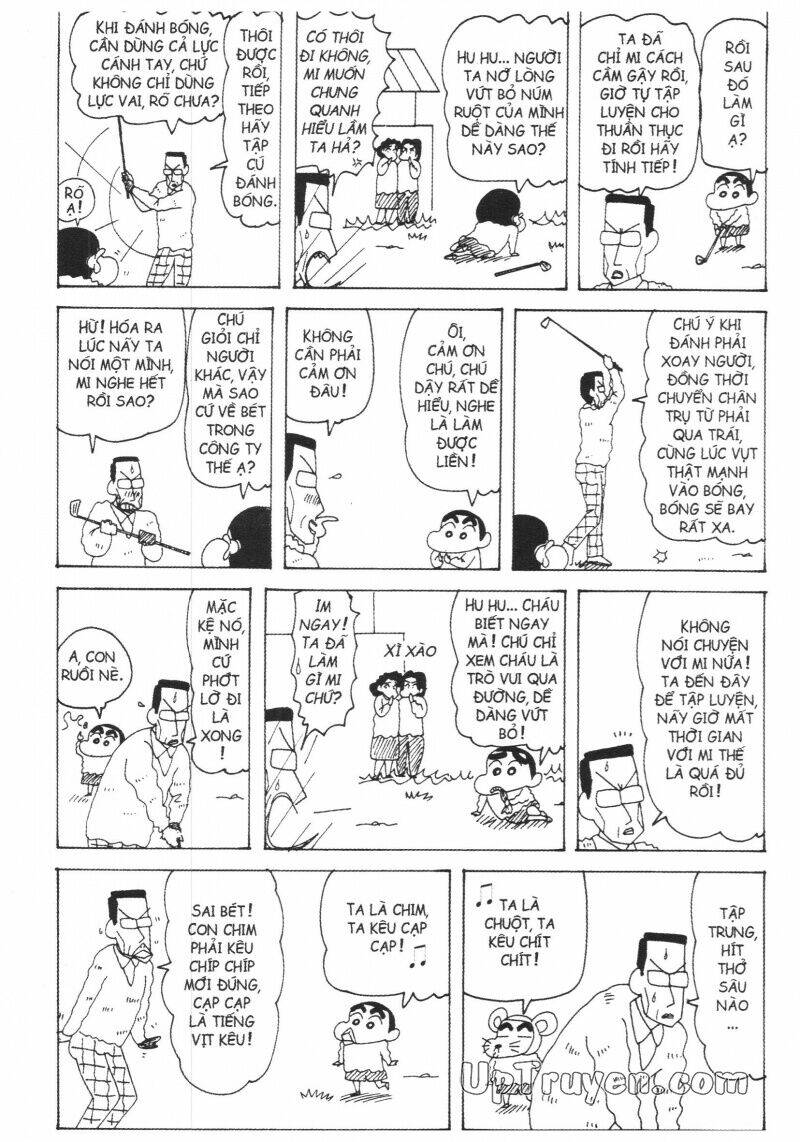 RỒI
SAU
ĐÓ
LÀM
GÌ
Ạ?
TA ĐÃ
CHỈ MI CÁCH
CẦM GẬY RỒI,
GIỜ TỰ TẬP
LUYỆN CHO
THUẦN THỤC
ĐI RỒI HÃY
TÍNH TIẾP!
HU HU... NGƯỜI
TA NỠ LÒNG
VỨT BỎ NÚM
RUỘT CỦA MÌNH
DỄ DÀNG THẾ
NÀY SAO?
CÓ THÔI
ĐI KHÔNG,
MI MUỐN
CHUNG
QUANH
HIỂU LẦM
TA HẢ?
THÔI
ĐƯỢC
RỒI,
TIẾP
THEO
HÃY
TẬP
CÚ
ĐÁNH
BÓNG.
KHI ĐÁNH BÓNG,
CẦN DÙNG CẢ LỰC
CÁNH TAY, CHỨ
KHÔNG CHỈ DÙNG
LỰC VAI, RÕ CHƯA?
RÕ
Ạ!
CHÚ Ý KHI
ĐÁNH PHẢI
XOAY NGƯỜI,
ĐỒNG THỜI
CHUYỂN CHÂN
TRỤ TỪ PHẢI
QUA TRÁI,
CÙNG LÚC VỤT
THẬT MẠNH
VÀO BÓNG,
BÓNG SẼ BAY
RẤT XA.
ÔI,
CẢM ƠN
CHÚ, CHÚ
DẠY RẤT DỄ
HIỂU, NGHE
LÀ LÀM
ĐƯỢC
LIỀN!
KHÔNG
CẦN PHẢI
CẢM ƠN
ĐÂU!
CHÚ
GIỎI CHỈ
NGƯỜI
KHÁC, VẬY
MÀ SAO
CỨ VỀ BÉT
TRONG
CÔNG TY
THẾ Ạ?
HỪ! HÓA RA
LÚC NÃY TA
NÓI MỘT MÌNH,
MI NGHE HẾT
RỒI SAO?
KHÔNG
NÓI CHUYỆN
VỚI MI NỮA!
TA ĐẾN ĐÂY
ĐỂ TẬP LUYỆN,
NÃY GIỜ MẤT
THỜI GIAN
VỚI MI THẾ
LÀ QUÁ ĐỦ
RỒI!
HU HU... CHÁU
BIẾT NGAY
MÀ! CHÚ CHỈ
XEM CHÁU LÀ
TRÒ VUI QUA
ĐƯỜNG, DỄ
DÀNG VỨT
BỎ!
XÌ XÀO
IM
NGAY!
TA ĐÃ
LÀM
GÌ MI
CHỨ?
MẶC
KỆ NÓ,
MÌNH
CỨ
PHỚT
LỜ ĐI
LÀ
XONG!
A, CON
RUỒI NÈ.
TẬP
TRUNG,
HÍT
THỞ
SÂU
NÀO
...
TA LÀ
CHUỘT, TA
KÊU CHÍT
CHÍT!
TA LÀ CHIM,
TA KÊU CẠP
CẠP!
SAI BÉT!
CON CHIM
PHẢI KÊU
CHÍP CHÍP
MỚI ĐÚNG,
CẠP CẠP
LÀ TIẾNG
VỊT KÊU!
UpTruyen.com